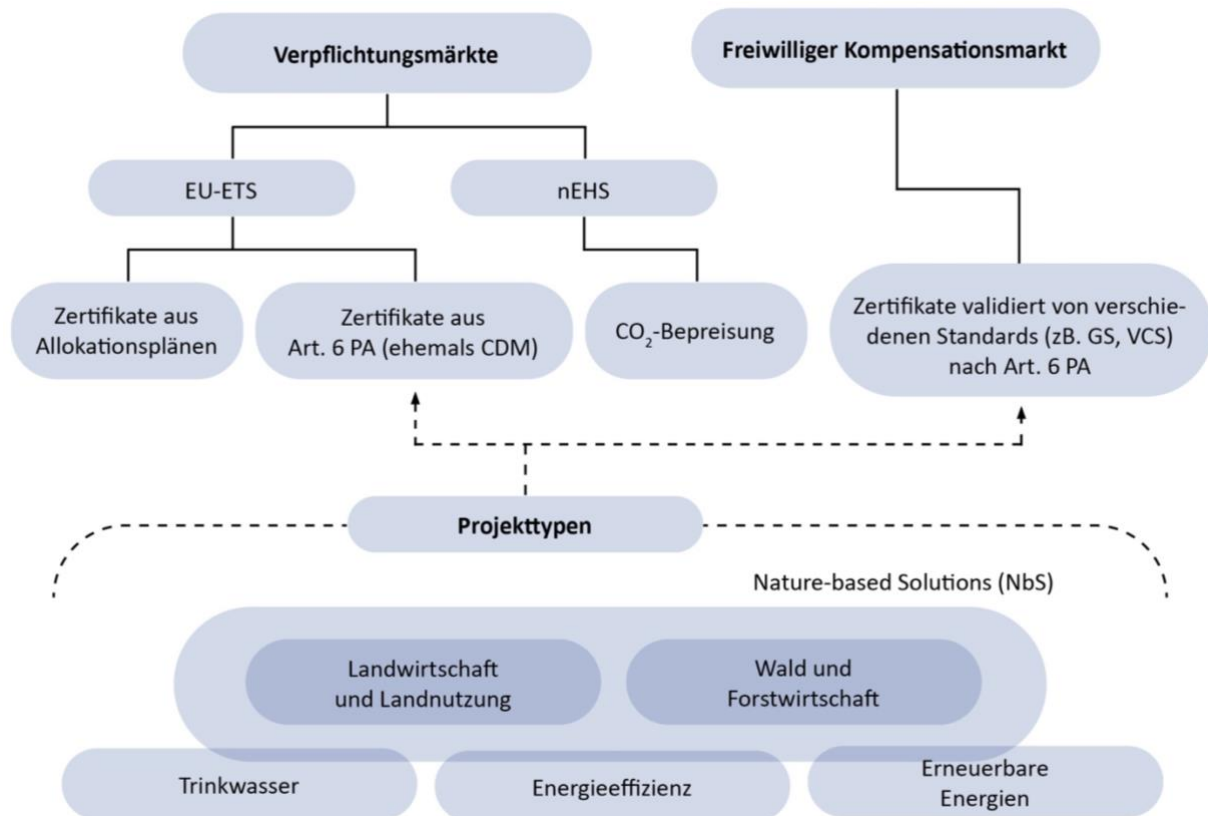 Verpflichtungsmärkte
Freiwilliger Kompensationsmarkt
EU-ETS
nEHS
Zertifikate aus
Allokationsplänen
Zertifikate aus
Art. 6 PA (ehemals CDM)
CO₂-Bepreisung
Zertifikate validiert von verschie-
denen Standards (zB. GS, VCS)
nach Art. 6 PA
Projekttypen
Nature-based Solutions (NbS)
Landwirtschaft
und Landnutzung
Wald und
Forstwirtschaft
Trinkwasser
Energieeffizienz
Erneuerbare
Energien